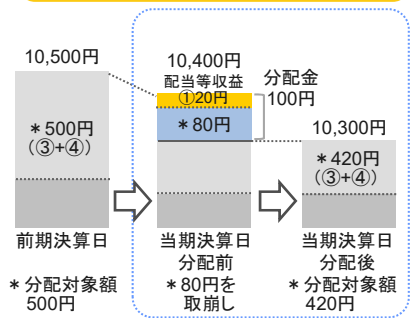 10,500円
＊500円
（③+④）
前期決算日
＊分配対象額
500円
10,400円
配当等収益
①20円
＊80円
分配金
100円
当期決算日
分配前
＊80円を
取崩し
10,300円
＊420円
（③+④）
当期決算日
分配後
＊分配対象額
420円